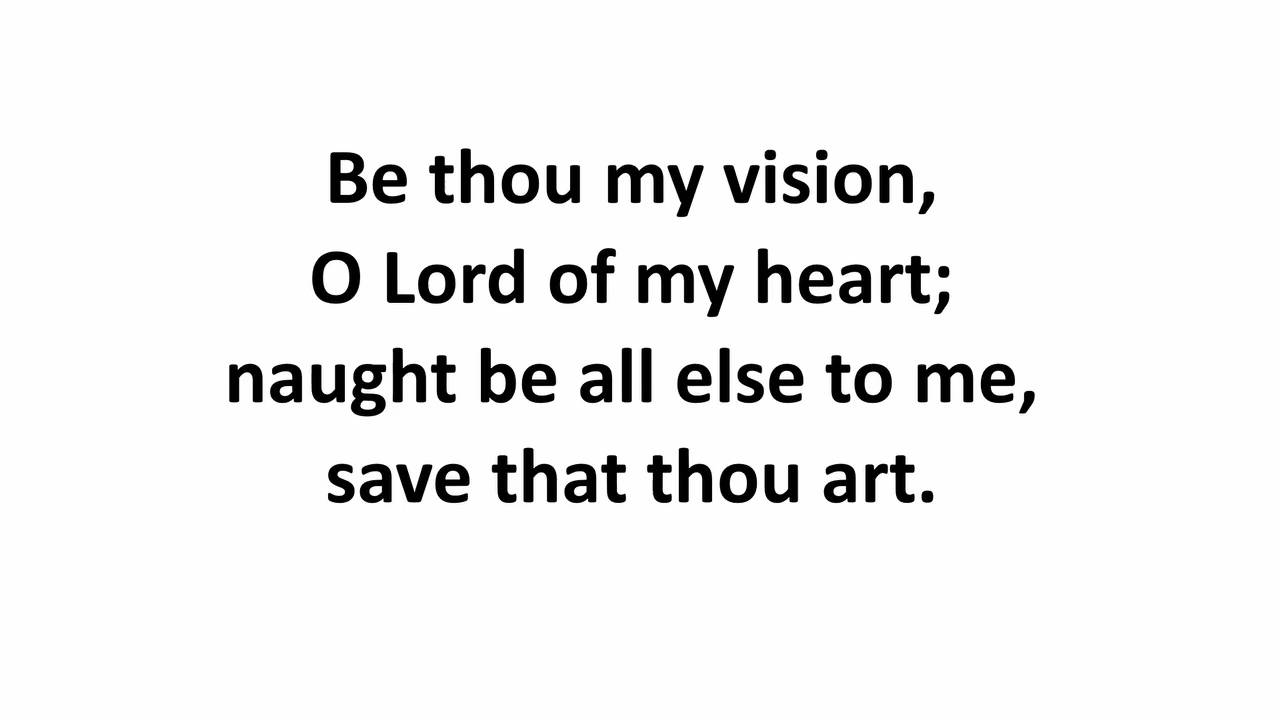 Be thou my vision,
O Lord of my heart;
naught be all else to me,
save that thou art.